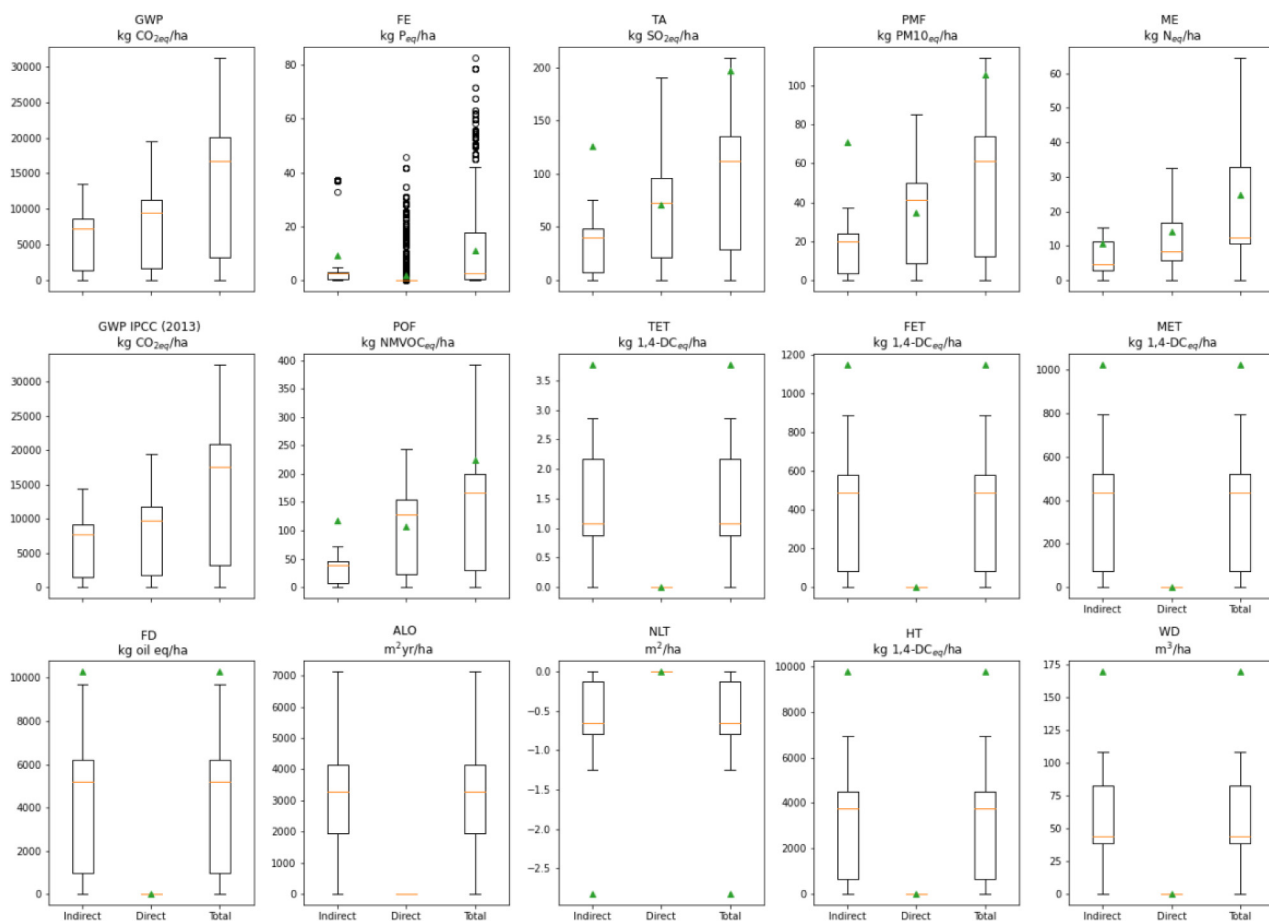 GWP
kg CO2eq/ha
30000
25000
20000
15000
10000
5000
0
FE
kg Peq/ha
80
60
40
20
0
TA
kg SO2eq/ha
200
150
100
50
0
PMF
kg PM10eq/ha
100
80
60
40
20
0
ME
kg Neq/ha
60
50
40
30
20
10
0
GWP IPCC (2013)
kg CO2eq/ha
30000
25000
20000
15000
10000
5000
0
POF
kg NMVOCeq/ha
400
350
300
250
200
150
100
50
0
TET
kg 1,4-DCeq/ha
3.5
3.0
2.5
2.0
1.5
1.0
0.5
0.0
FET
kg 1,4-DCeq/ha
1200
1000
800
600
400
200
0
MET
kg 1,4-DCeq/ha
1000
800
600
400
200
0
Indirect Direct Total
FD
kg oil eq/ha
10000
8000
6000
4000
2000
0
Indirect Direct Total
ALO
m²yr/ha
7000
6000
5000
4000
3000
2000
1000
0
Indirect Direct Total
NLT
m²/ha
0.0
−0.5
−1.0
−1.5
−2.0
−2.5
Indirect Direct Total
HT
kg 1,4-DCeq/ha
10000
8000
6000
4000
2000
0
Indirect Direct Total
WD
m³/ha
175
150
125
100
75
50
25
0
Indirect Direct Total